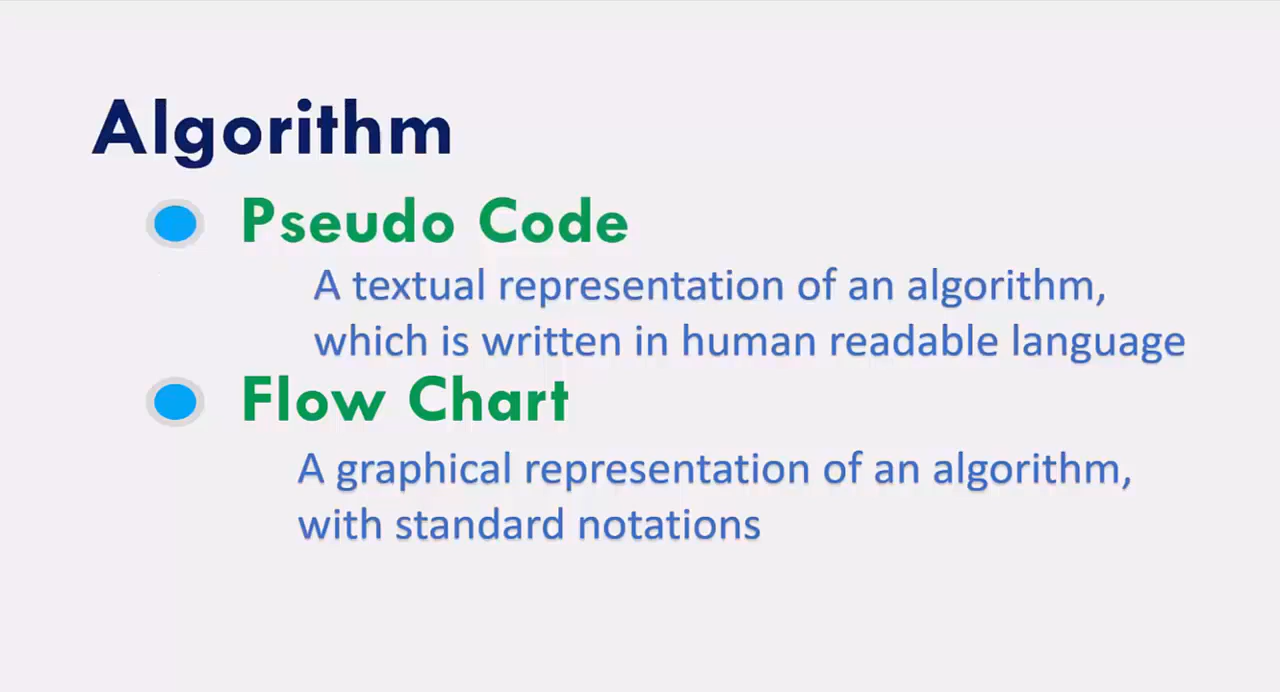 Algorithm
Pseudo Code
A textual representation of an algorithm,
which is written in human readable language
Flow Chart
A graphical representation of an algorithm,
with standard notations